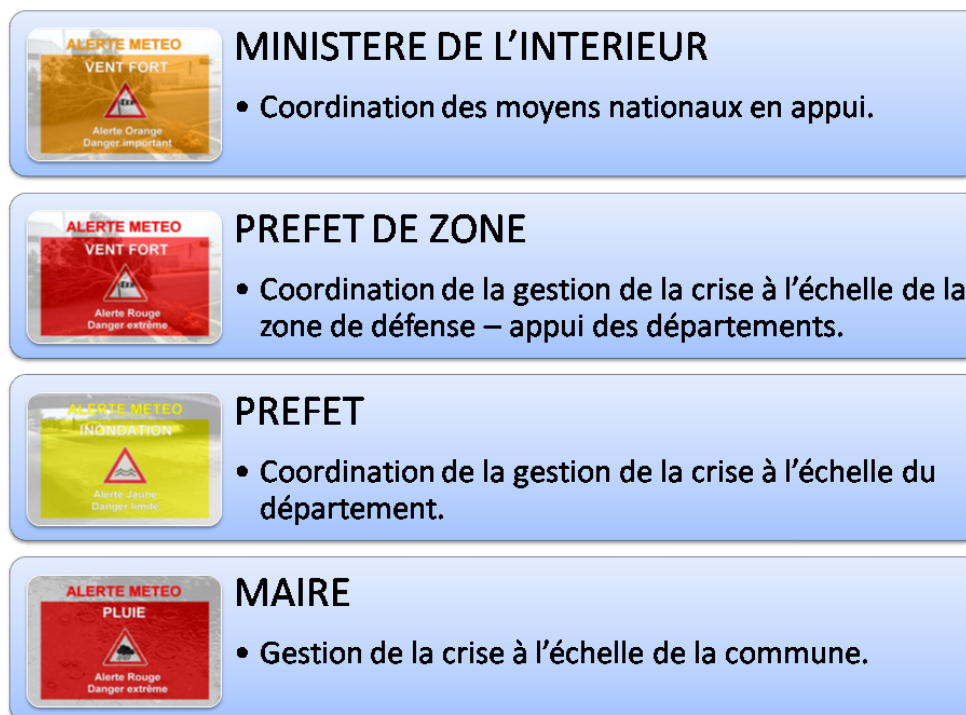 ALERTE METEO
VENT FORT
Alerte Orange
Danger important
MINISTERE DE L’INTERIEUR
• Coordination des moyens nationaux en appui.
ALERTE METEO
VENT FORT
Alerte Rouge
Danger extrême
PREFET DE ZONE
• Coordination de la gestion de la crise à l’échelle de la
zone de défense – appui des départements.
ALERTE METEO
INONDATION
Alerte Jaune
Danger limité
PREFET
• Coordination de la gestion de la crise à l’échelle du
département.
ALERTE METEO
PLUIE
Alerte Rouge
Danger extrême
MAIRE
• Gestion de la crise à l’échelle de la commune.